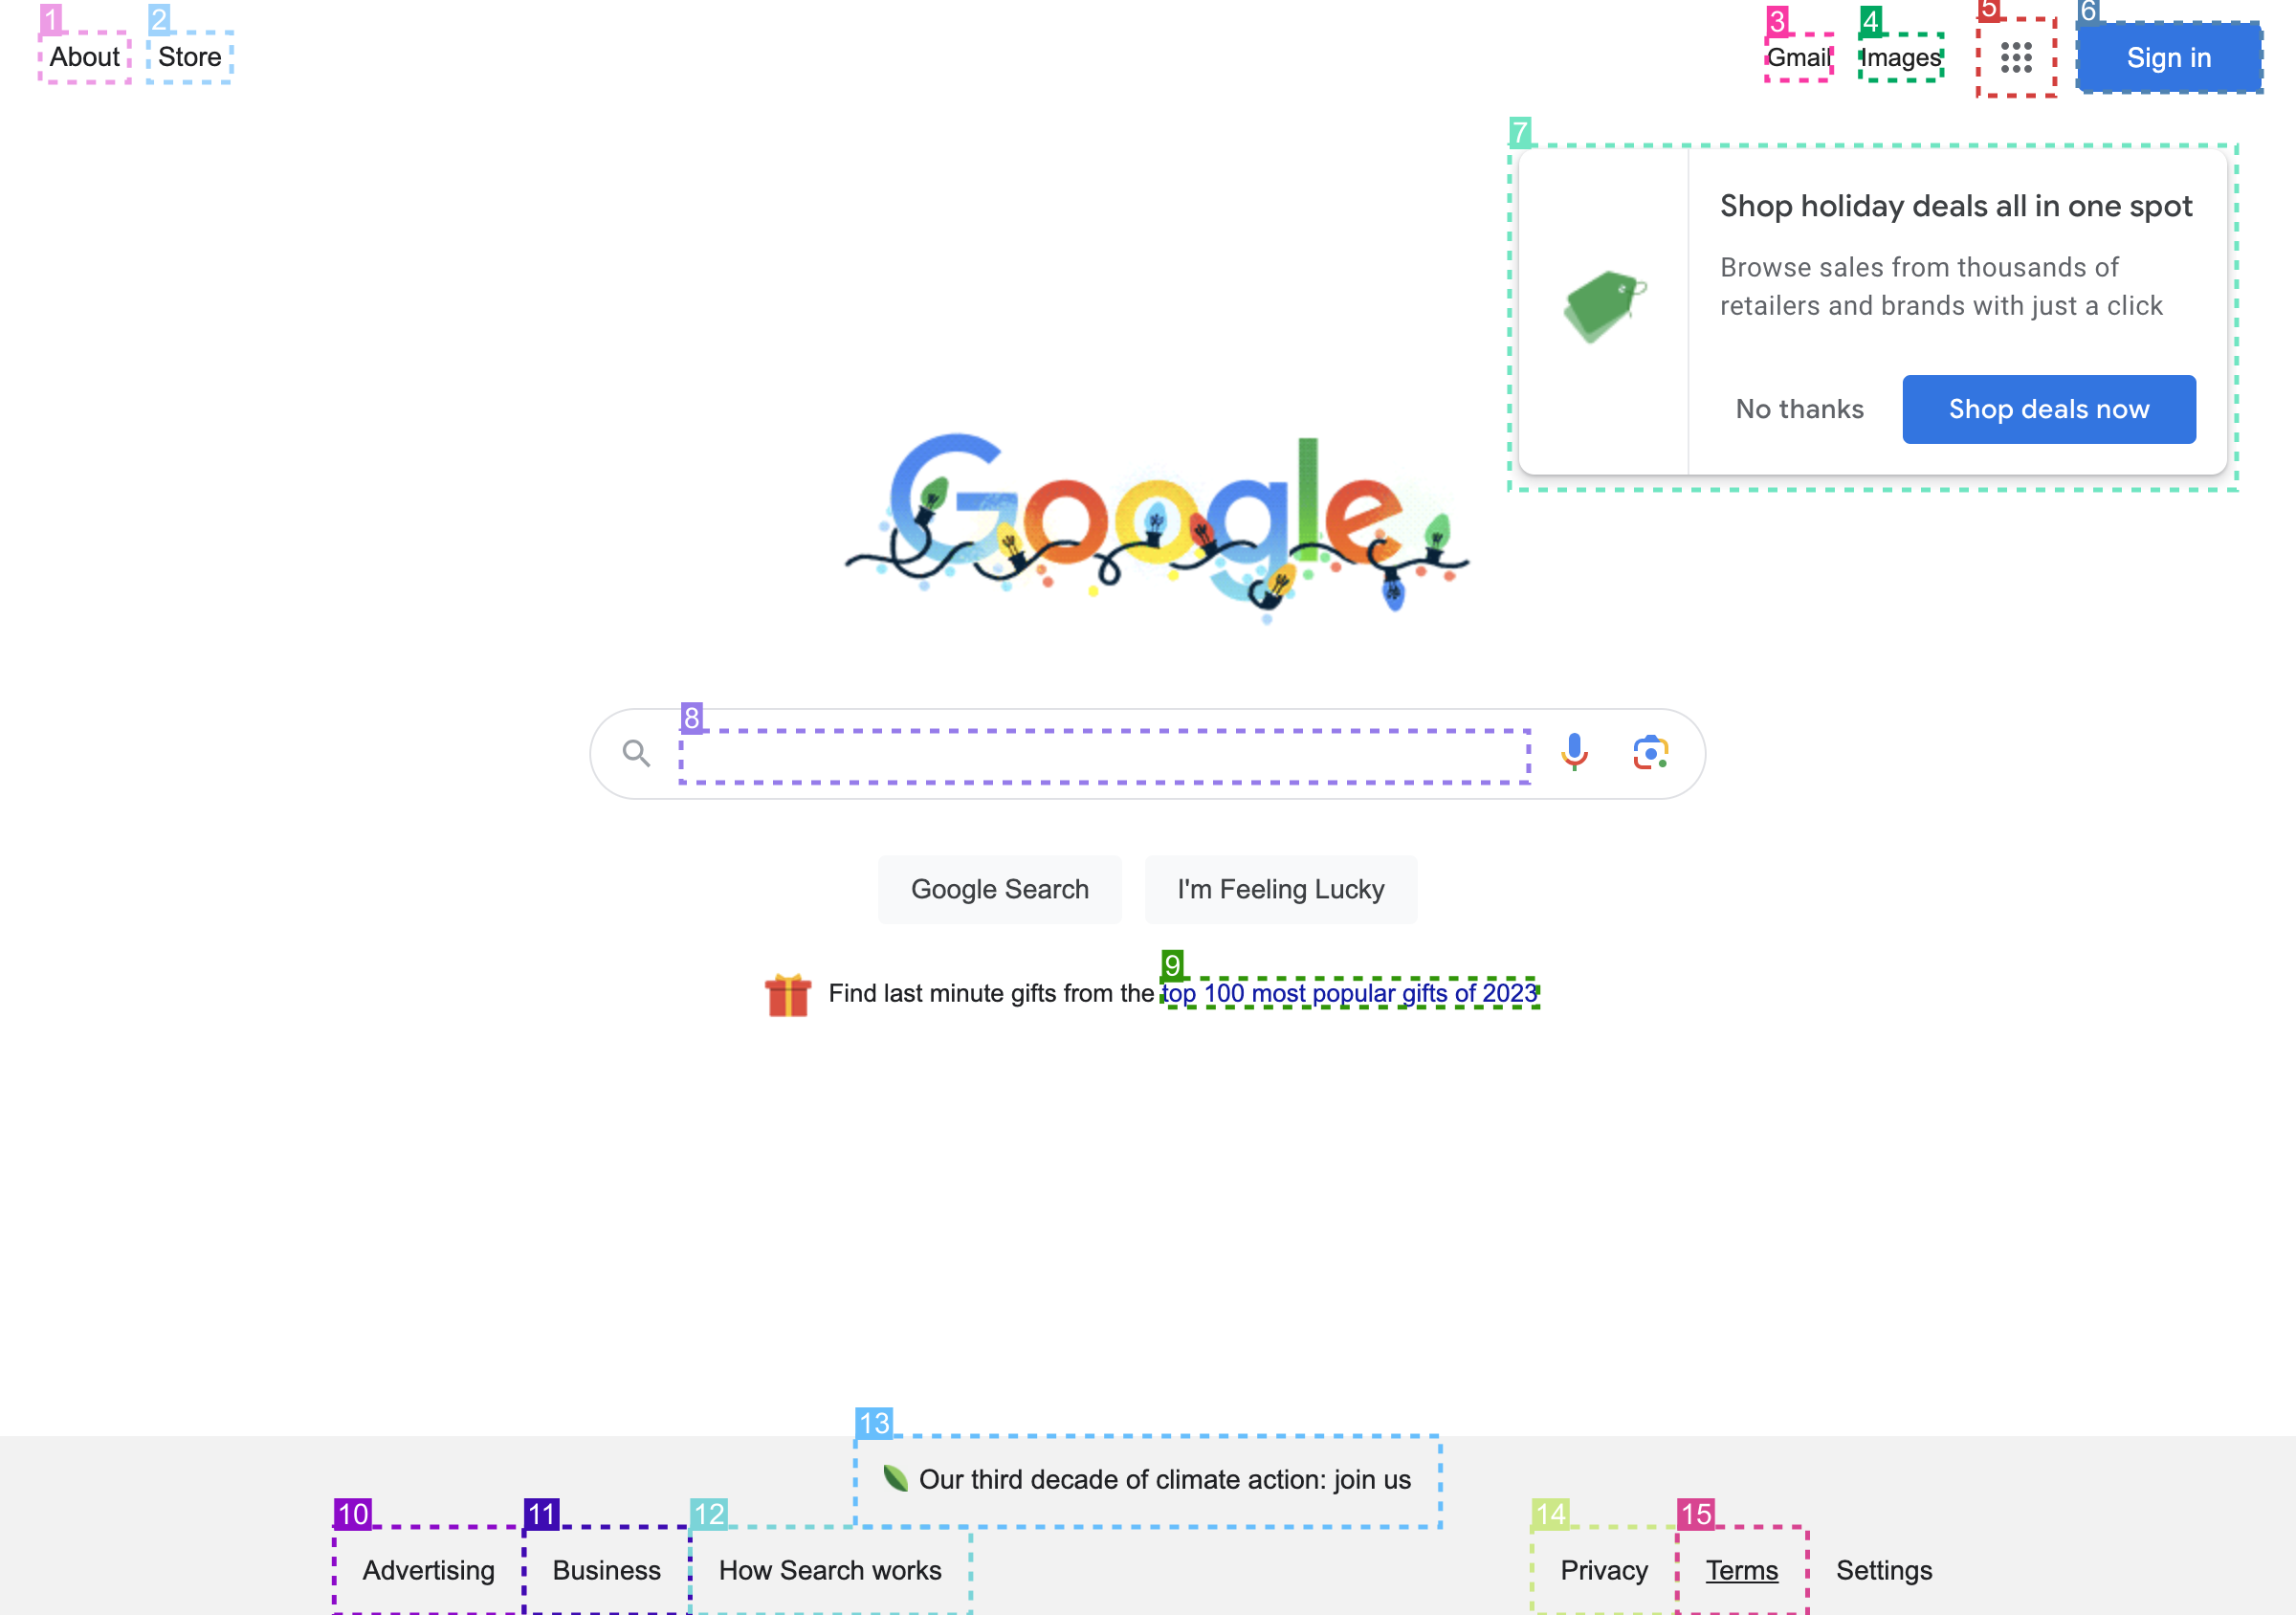 1
2
3
4
5
6
About
Store
Gmail
Images
Sign in
7
Shop holiday deals all in one spot
Browse sales from thousands of
retailers and brands with just a click
No thanks
Shop deals now
Google
8
Google Search
I'm Feeling Lucky
9
Find last minute gifts from the top 100 most popular gifts of 2023
13
Our third decade of climate action: join us
10
11
12
14
15
Advertising
Business
How Search works
Privacy
Terms
Settings